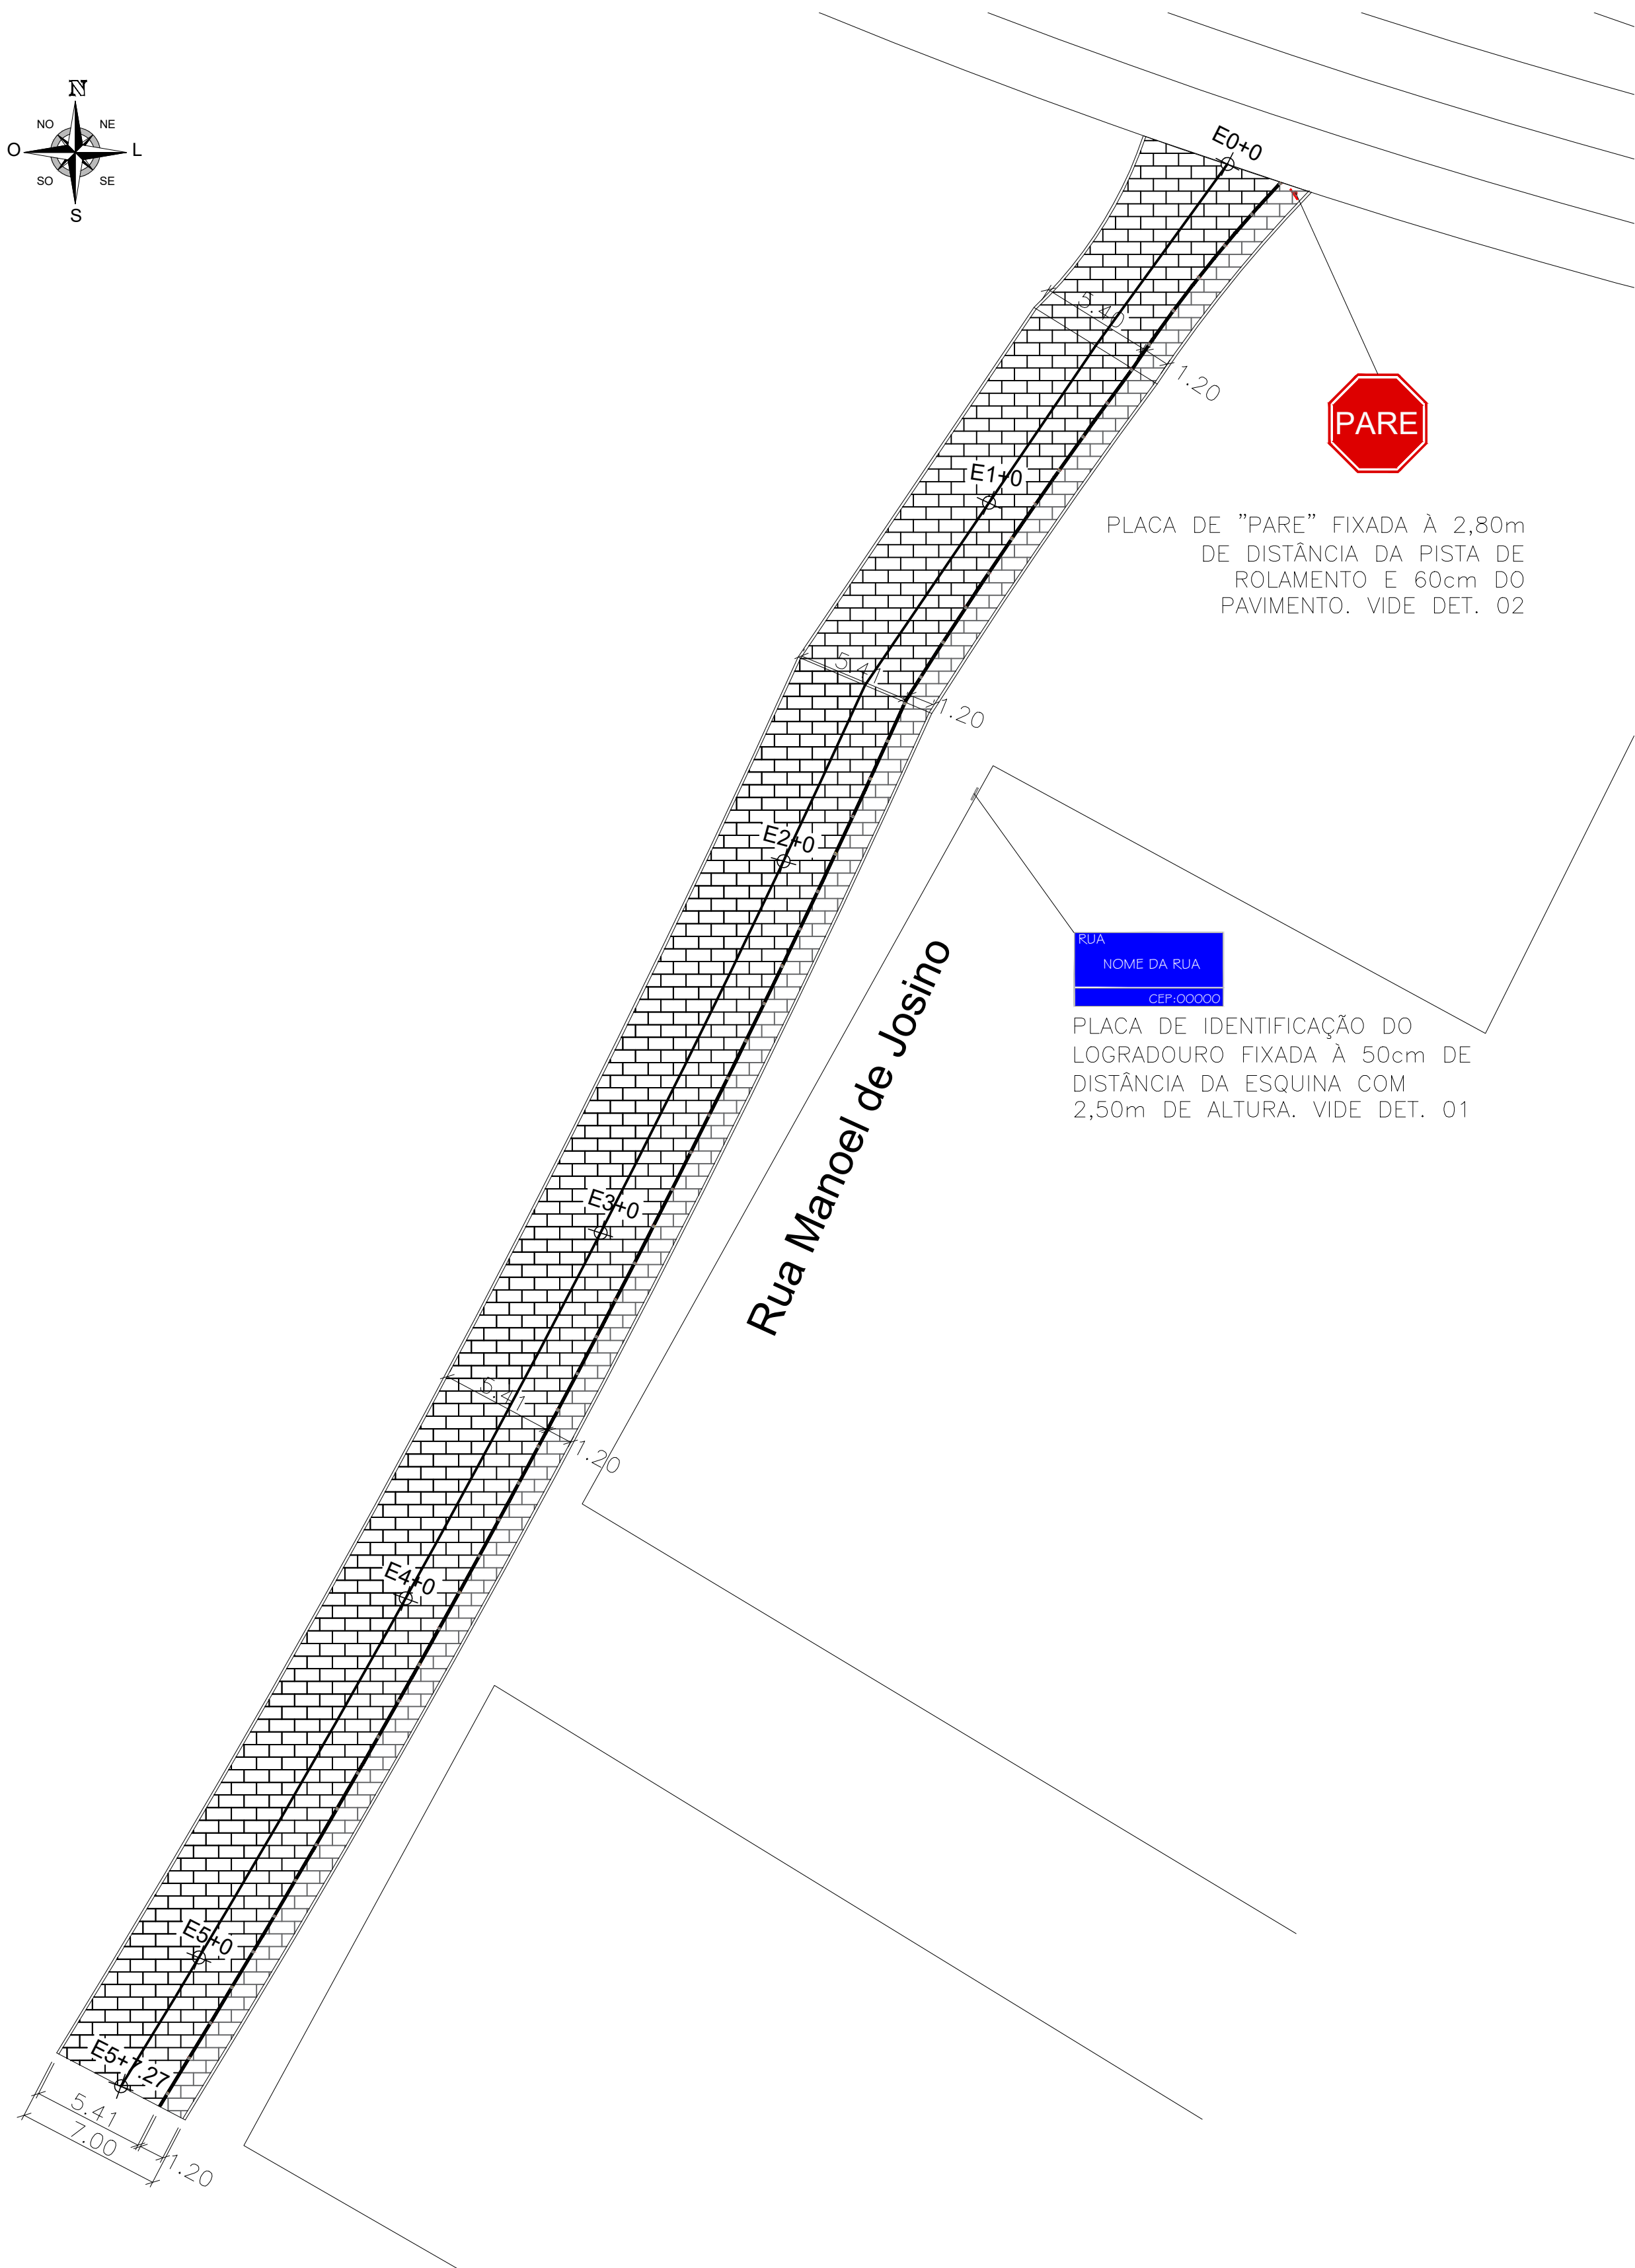 N
NO
NE
O
L
SO
SE
S
E0+0
5.40
1.20
PARE
E1+0
PLACA DE "PARE" FIXADA À 2,80m
DE DISTÂNCIA DA PISTA DE
ROLAMENTO E 60cm DO
PAVIMENTO. VIDE DET. 02
1.20
E2+0
RUA
NOME DA RUA
CEP:00000
PLACA DE IDENTIFICAÇÃO DO
LOGRADOURO FIXADA À 50cm DE
DISTÂNCIA DA ESQUINA COM
2,50m DE ALTURA. VIDE DET. 01
Rua Manoel de Josino
E3+0
5.41
1.20
E4+0
E5+0
E5+7.27
5.41
7.00
1.20